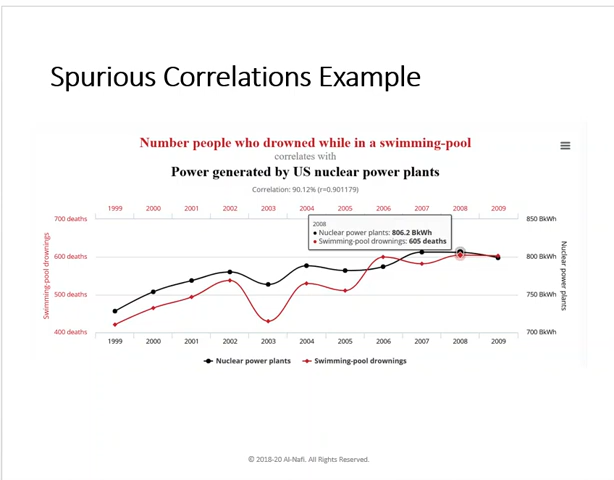 Spurious Correlations Example
Number people who drowned while in a swimming-pool
correlates with
Power generated by US nuclear power plants
Correlation: 90.12% (r=0.901179)
1999 2000 2001 2002 2003 2004 2005 2006 2007 2008 2009
700 deaths 850 BkWh
2008
Nuclear power plants: 806.2 BkWh
Swimming-pool drownings: 605 deaths
600 deaths 800 BkWh
Swimming-pool drownings
Nuclear power plants
500 deaths 750 BkWh
400 deaths 700 BkWh
1999 2000 2001 2002 2003 2004 2005 2006 2007 2008 2009
Nuclear power plants Swimming-pool drownings
© 2018-20 Al-Nafi. All Rights Reserved.